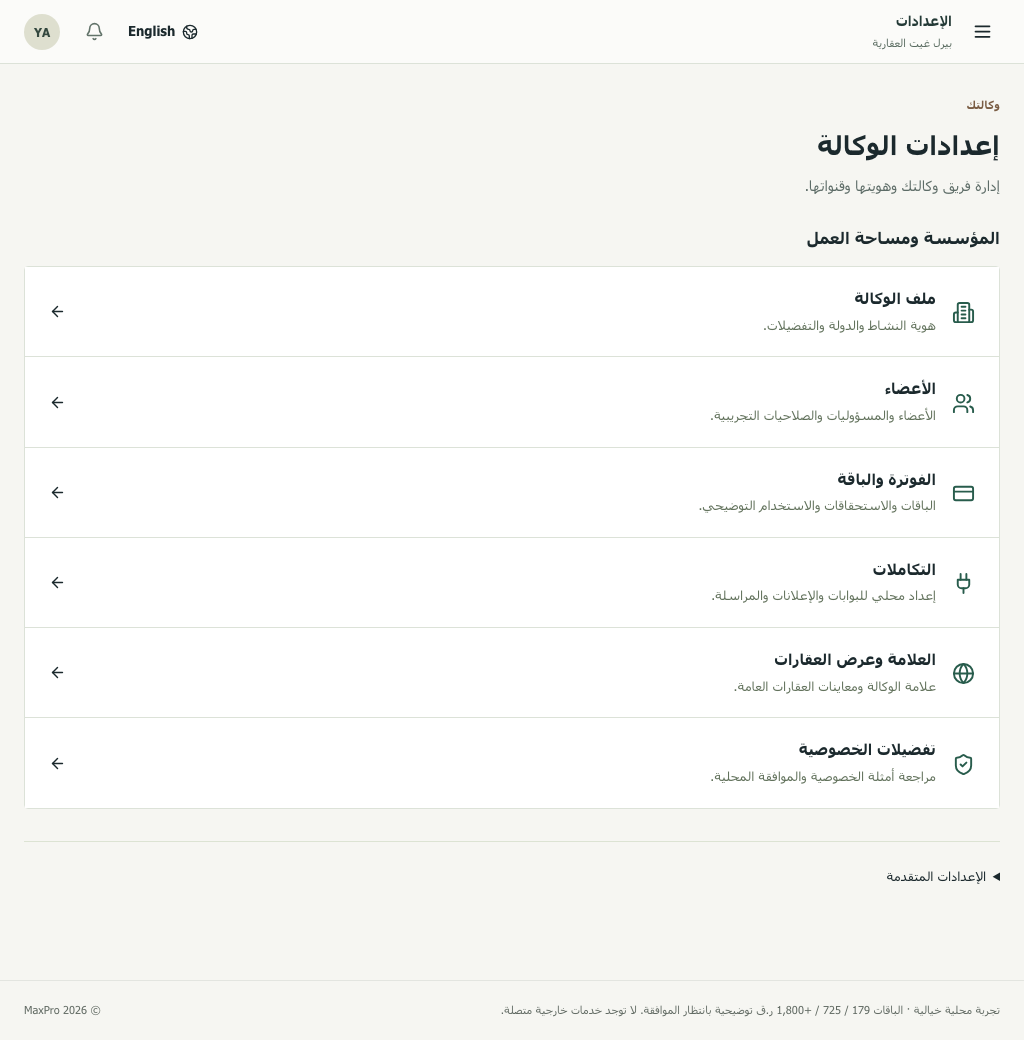 الإعدادات
بيرل غيت العقارية
English
YA
وكالتك
إعدادات الوكالة
إدارة فريق وكالتك وهويتها وقنواتها.
المؤسسة ومساحة العمل
ملف الوكالة
هوية النشاط والدولة والتفضيلات.
الأعضاء
الأعضاء والمسؤوليات والصلاحيات التجريبية.
الفوترة والباقة
الباقات والاستحقاقات والاستخدام التوضيحي.
التكاملات
إعداد محلي للبوابات والإعلانات والمراسلة.
العلامة وعرض العقارات
علامة الوكالة ومعاينات العقارات العامة.
تفضيلات الخصوصية
مراجعة أمثلة الخصوصية والموافقة المحلية.
الإعدادات المتقدمة
تجربة محلية خيالية · الباقات 179 / 725 / +1,800 ر.ق توضيحية بانتظار الموافقة. لا توجد خدمات خارجية متصلة.
© 2026 MaxPro